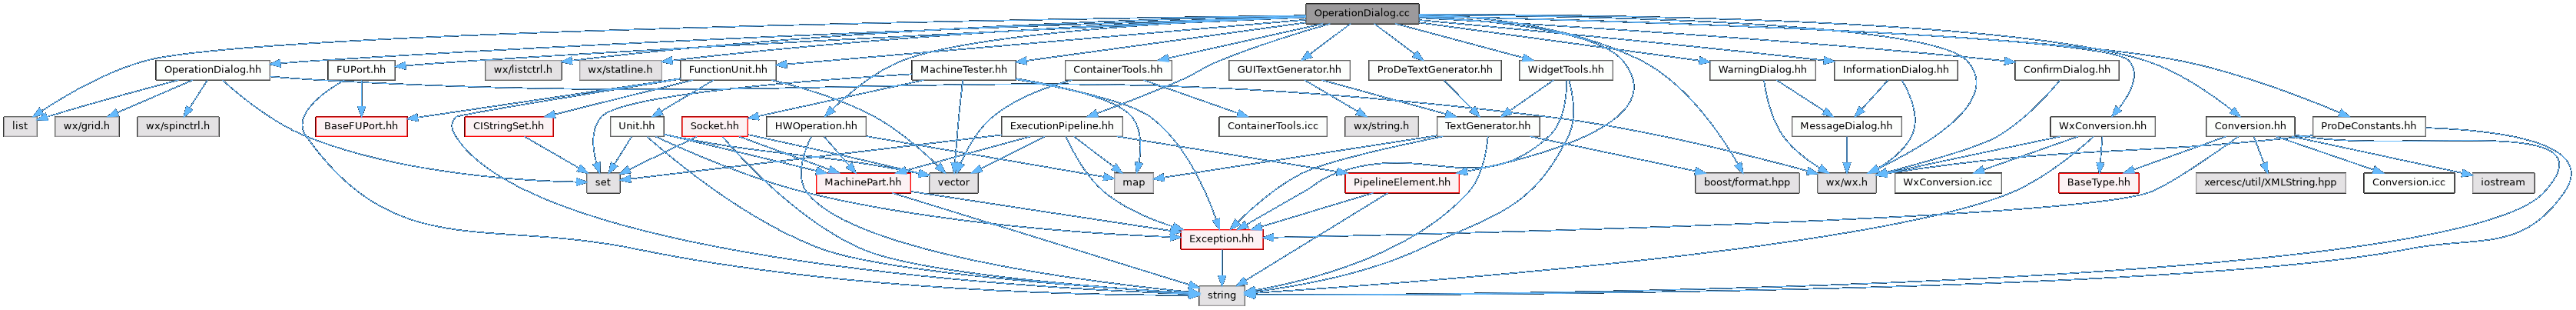 OperationDialog.cc
OperationDialog.hh
FUPort.hh
wx/listctrl.h
wx/statline.h
FunctionUnit.hh
MachineTester.hh
ContainerTools.hh
GUITextGenerator.hh
ProDeTextGenerator.hh
WidgetTools.hh
WarningDialog.hh
InformationDialog.hh
ConfirmDialog.hh
list
wx/grid.h
wx/spinctrl.h
BaseFUPort.hh
CIStringSet.hh
Unit.hh
Socket.hh
HWOperation.hh
ExecutionPipeline.hh
ContainerTools.icc
wx/string.h
TextGenerator.hh
MessageDialog.hh
WxConversion.hh
Conversion.hh
ProDeConstants.hh
set
MachinePart.hh
vector
map
PipelineElement.hh
boost/format.hpp
wx/wx.h
WxConversion.icc
BaseType.hh
xercesc/util/XMLString.hpp
Conversion.icc
iostream
Exception.hh
string